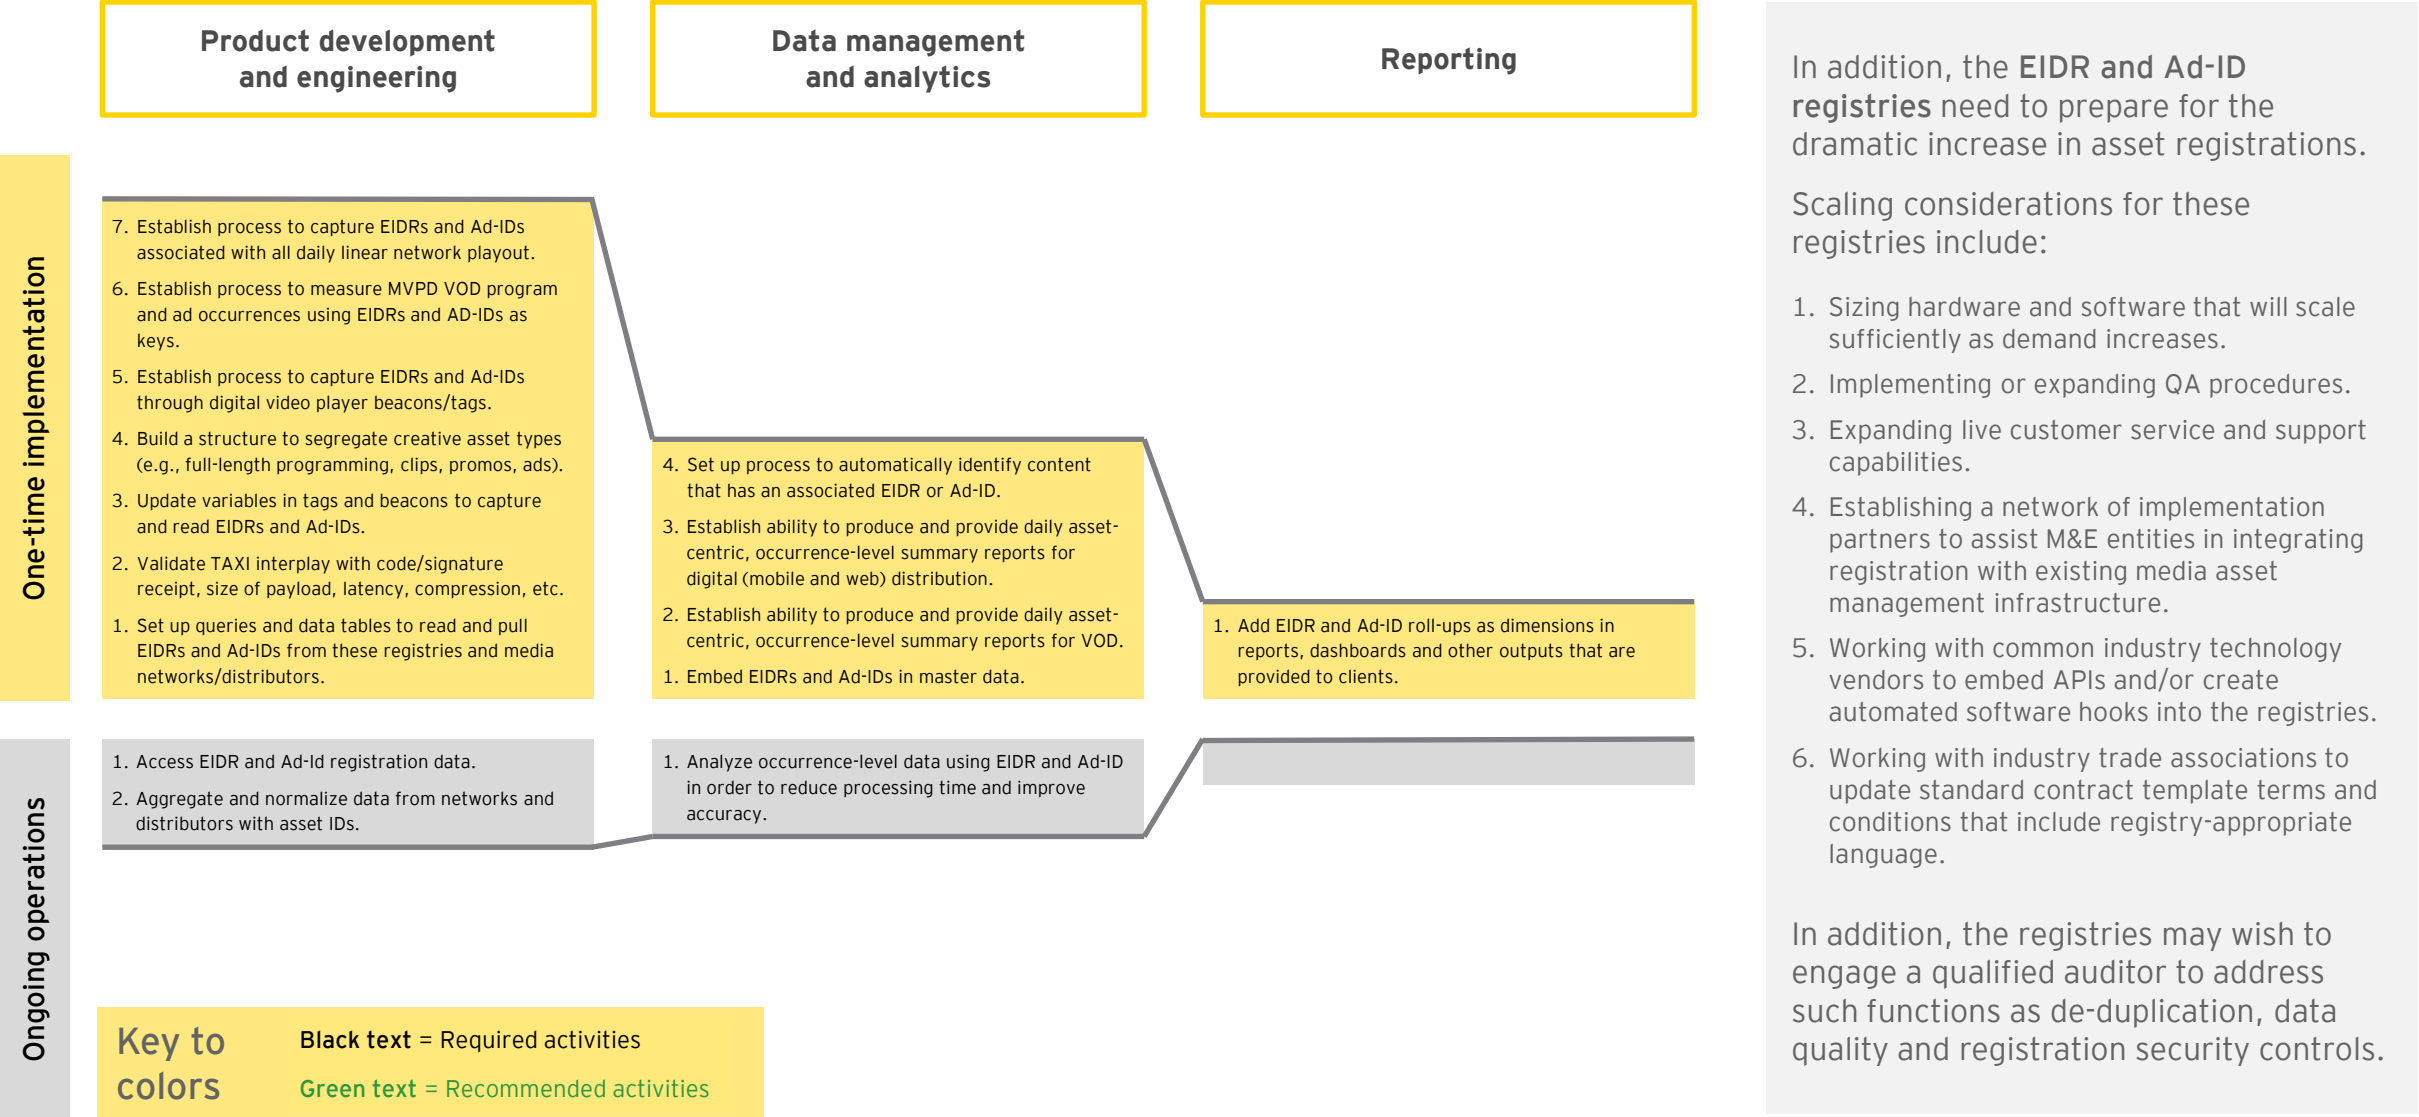 Product development
and engineering
Data management
and analytics
Reporting
One-time implementation
7. Establish process to capture EIDRs and Ad-IDs
associated with all daily linear network playout.
6. Establish process to measure MVPD VOD program
and ad occurrences using EIDRs and AD-IDs as
keys.
5. Establish process to capture EIDRs and Ad-IDs
through digital video player beacons/tags.
4. Build a structure to segregate creative asset types
(e.g., full-length programming, clips, promos, ads).
3. Update variables in tags and beacons to capture
and read EIDRs and Ad-IDs.
2. Validate TAXI interplay with code/signature
receipt, size of payload, latency, compression, etc.
1. Set up queries and data tables to read and pull
EIDRs and Ad-IDs from these registries and media
networks/distributors.
4. Set up process to automatically identify content
that has an associated EIDR or Ad-ID.
3. Establish ability to produce and provide daily asset-
centric, occurrence-level summary reports for
digital (mobile and web) distribution.
2. Establish ability to produce and provide daily asset-
centric, occurrence-level summary reports for VOD.
1. Embed EIDRs and Ad-IDs in master data.
1. Add EIDR and Ad-ID roll-ups as dimensions in
reports, dashboards and other outputs that are
provided to clients.
Ongoing operations
1. Access EIDR and Ad-Id registration data.
2. Aggregate and normalize data from networks and
distributors with asset IDs.
1. Analyze occurrence-level data using EIDR and Ad-ID
in order to reduce processing time and improve
accuracy.
Key to
colors
Black text = Required activities
Green text = Recommended activities
In addition, the EIDR and Ad-ID
registries need to prepare for the
dramatic increase in asset registrations.
Scaling considerations for these
registries include:
1. Sizing hardware and software that will scale
sufficiently as demand increases.
2. Implementing or expanding QA procedures.
3. Expanding live customer service and support
capabilities.
4. Establishing a network of implementation
partners to assist M&E entities in integrating
registration with existing media asset
management infrastructure.
5. Working with common industry technology
vendors to embed APIs and/or create
automated software hooks into the registries.
6. Working with industry trade associations to
update standard contract template terms and
conditions that include registry-appropriate
language.
In addition, the registries may wish to
engage a qualified auditor to address
such functions as de-duplication, data
quality and registration security controls.